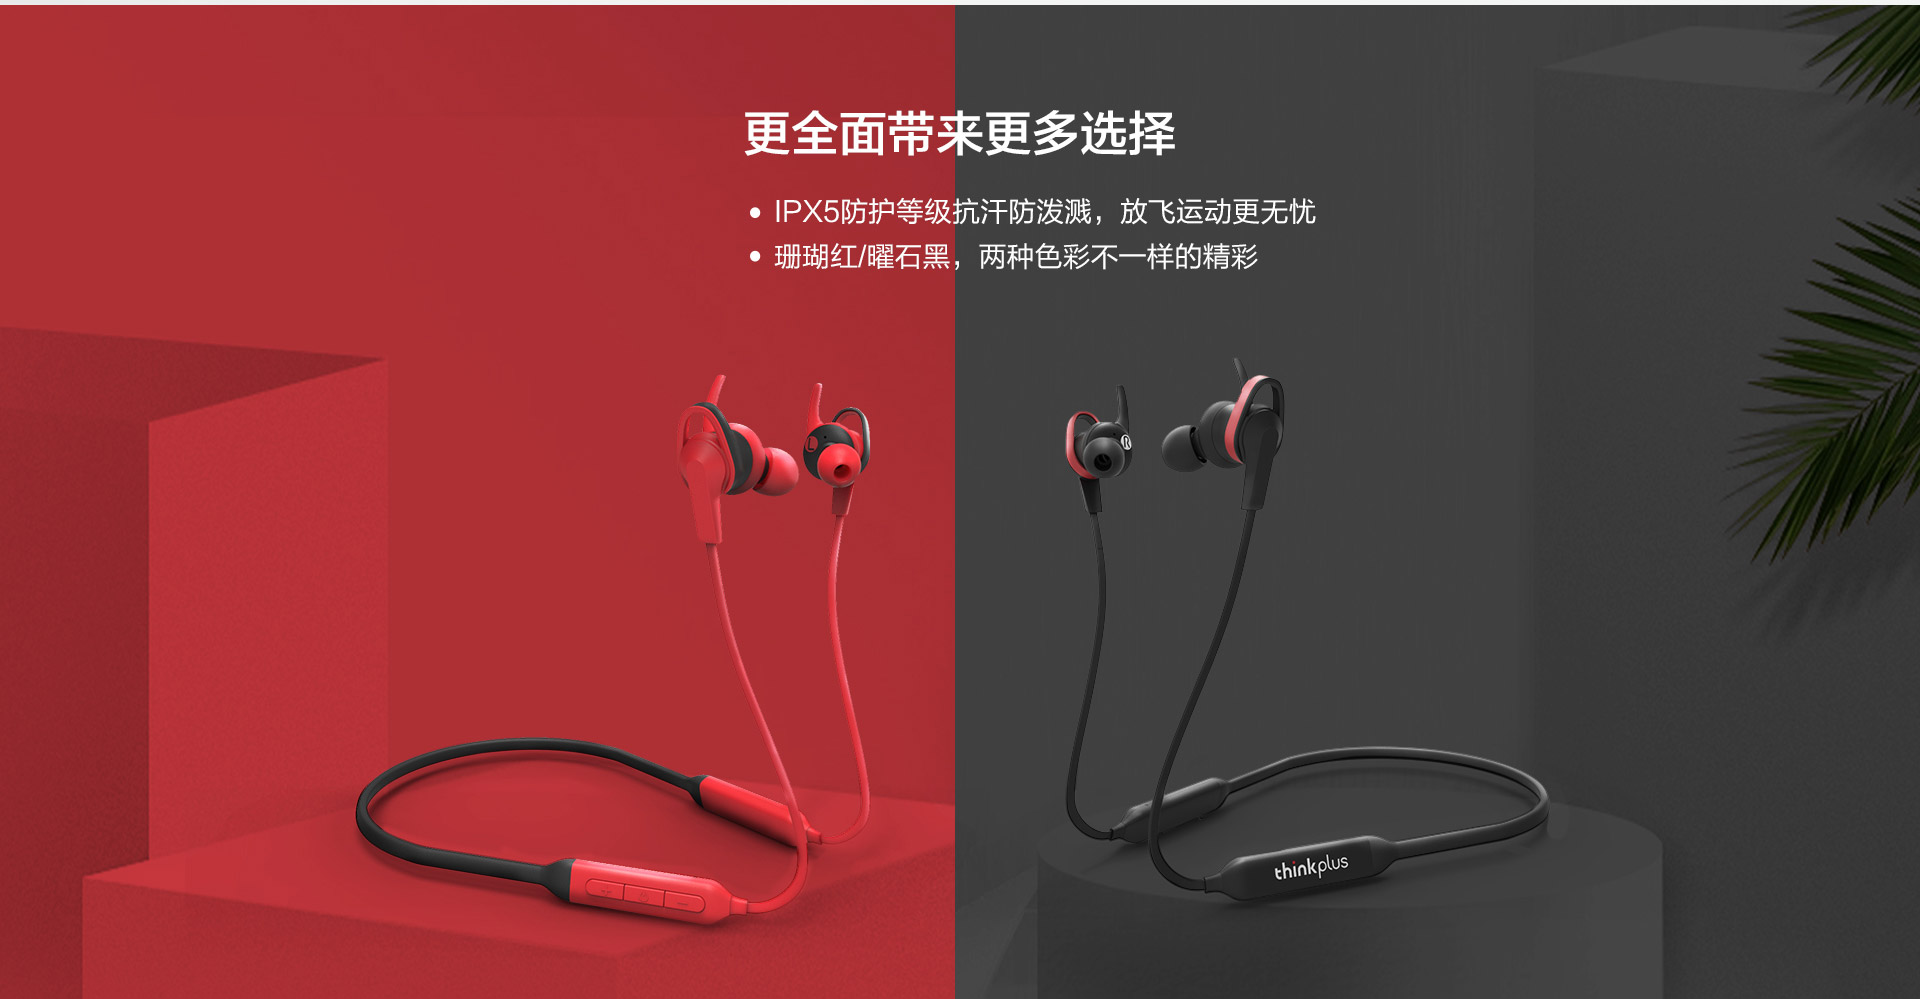 更全面带来更多选择
• IPX5防护等级抗汗防泼溅，放飞运动更无忧
• 珊瑚红/曜石黑，两种色彩不一样的精彩
L
R
thinkplus